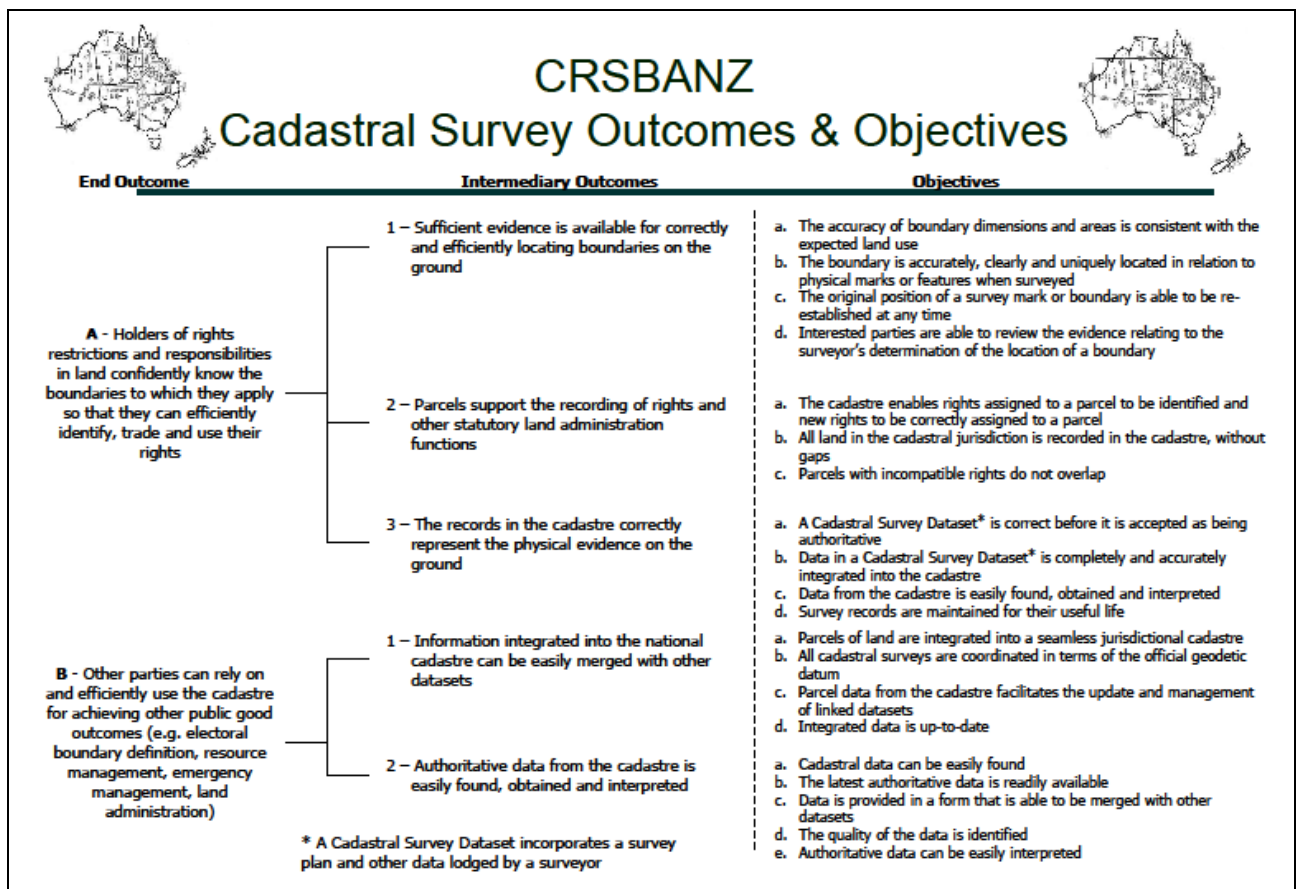 CRSBANZ
Cadastral Survey Outcomes & Objectives
End Outcome
Intermediary Outcomes
Objectives
A - Holders of rights
restrictions and responsibilities
in land confidently know the
boundaries to which they apply
so that they can efficiently
identify, trade and use their
rights
1 – Sufficient evidence is available for correctly
and efficiently locating boundaries on the
ground
a. The accuracy of boundary dimensions and areas is consistent with the
expected land use
b. The boundary is accurately, clearly and uniquely located in relation to
physical marks or features when surveyed
c. The original position of a survey mark or boundary is able to be re-
established at any time
d. Interested parties are able to review the evidence relating to the
surveyor's determination of the location of a boundary
2 – Parcels support the recording of rights and
other statutory land administration
functions
a. The cadastre enables rights assigned to a parcel to be identified and
new rights to be correctly assigned to a parcel
b. All land in the cadastral jurisdiction is recorded in the cadastre, without
gaps
c. Parcels with incompatible rights do not overlap
3 – The records in the cadastre correctly
represent the physical evidence on the
ground
a. A Cadastral Survey Dataset* is correct before it is accepted as being
authoritative
b. Data in a Cadastral Survey Dataset* is completely and accurately
integrated into the cadastre
c. Data from the cadastre is easily found, obtained and interpreted
d. Survey records are maintained for their useful life
B - Other parties can rely on
and efficiently use the cadastre
for achieving other public good
outcomes (e.g. electoral
boundary definition, resource
management, emergency
management, land
administration)
1 – Information integrated into the national
cadastre can be easily merged with other
datasets
a. Parcels of land are integrated into a seamless jurisdictional cadastre
b. All cadastral surveys are coordinated in terms of the official geodetic
datum
c. Parcel data from the cadastre facilitates the update and management
of linked datasets
d. Integrated data is up-to-date
2 – Authoritative data from the cadastre is
easily found, obtained and interpreted
a. Cadastral data can be easily found
b. The latest authoritative data is readily available
c. Data is provided in a form that is able to be merged with other
datasets
d. The quality of the data is identified
e. Authoritative data can be easily interpreted
* A Cadastral Survey Dataset incorporates a survey
plan and other data lodged by a surveyor